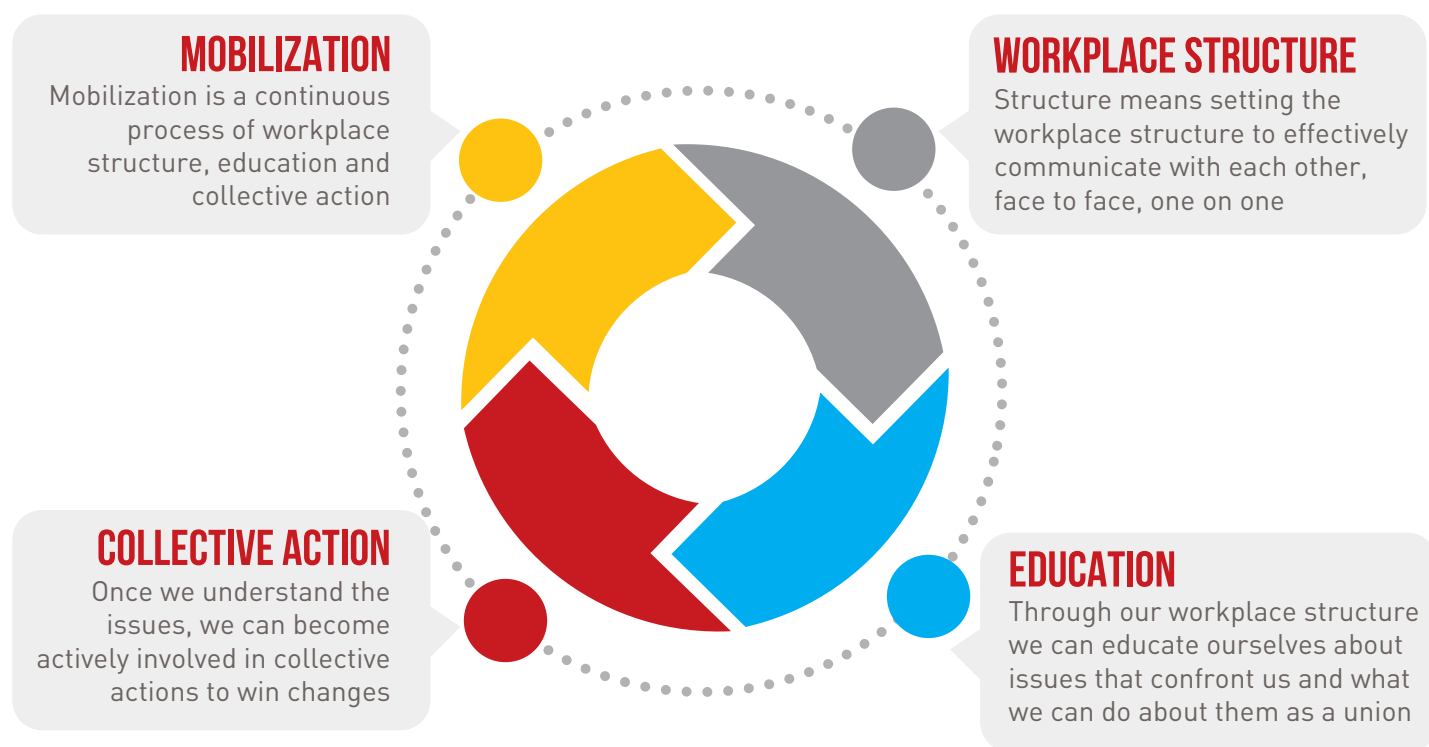 MOBILIZATION
Mobilization is a continuous
process of workplace
structure, education and
collective action
WORKPLACE STRUCTURE
Structure means setting the
workplace structure to effectively
communicate with each other,
face to face, one on one
COLLECTIVE ACTION
Once we understand the
issues, we can become
actively involved in collective
actions to win changes
EDUCATION
Through our workplace structure
we can educate ourselves about
issues that confront us and what
we can do about them as a union